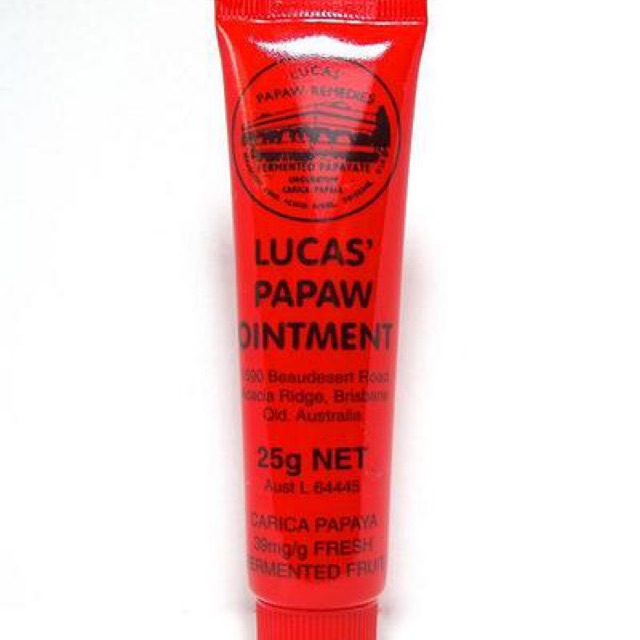 LUCAS'
PAPAW REMEDIES
FERMENTED PAPATATE
UNGUENTUM
CARICA PAPAYA
LUCAS'
PAPAW
OINTMENT
Beaudesert Road
Acacia Ridge, Brisbane
Qld. Australia
25g NET
Aust L 64445
CARICA PAPAYA
39mg/g FRESH
FERMENTED FRUIT